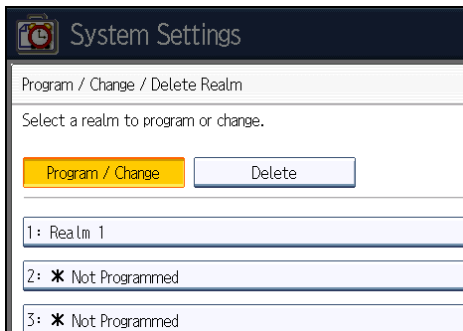 System Settings
Program / Change / Delete Realm
Select a realm to program or change.
Program / Change Delete
1: Realm 1
2: * Not Programmed
3: * Not Programmed